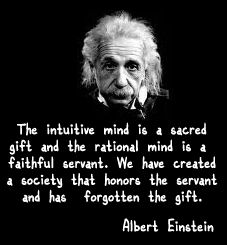 The intuitive mind is a sacred
gift and the rational mind is a
faithful servant. We have created
a society that honors the servant
and has forgotten the gift.
Albert Einstein